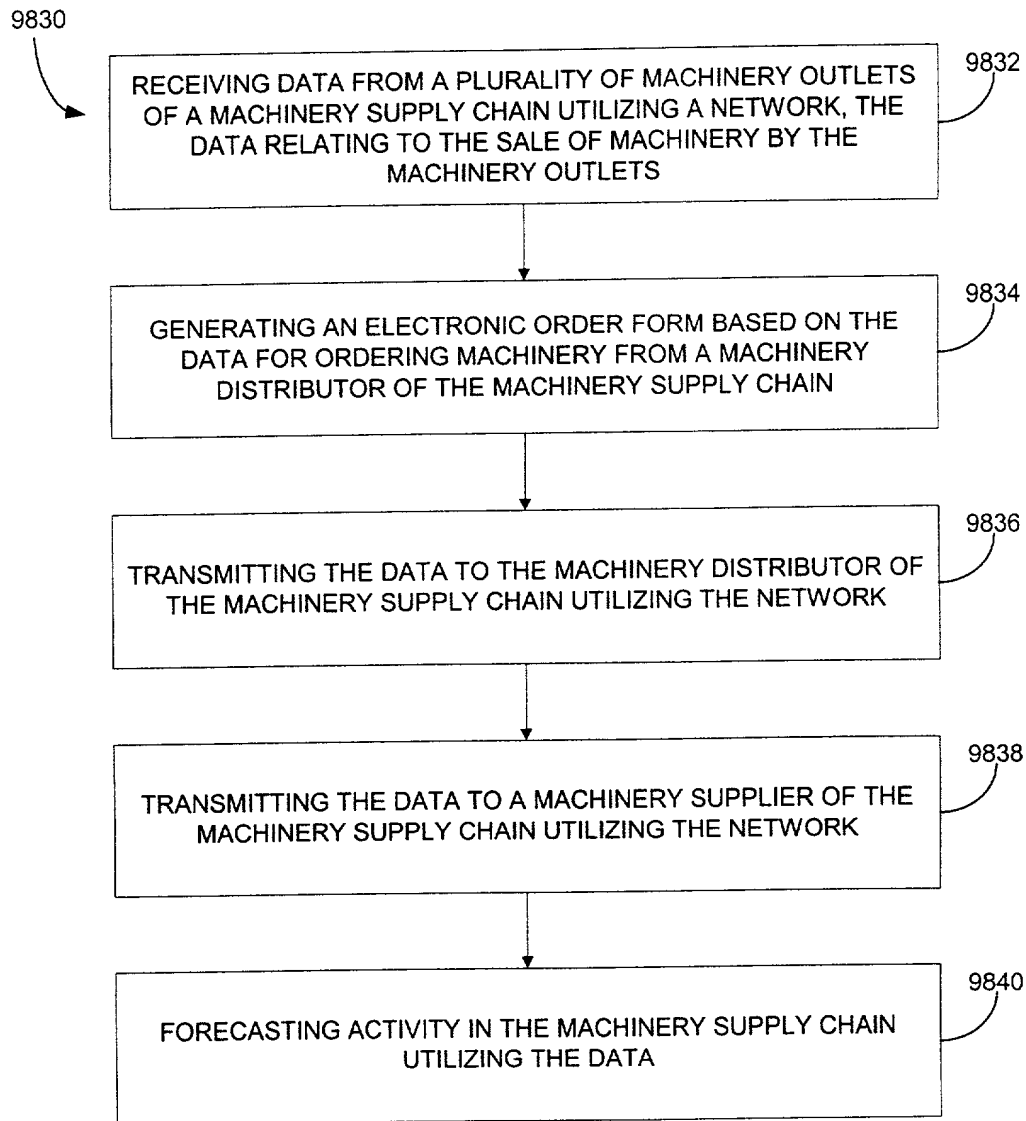 9830
9832
RECEIVING DATA FROM A PLURALITY OF MACHINERY OUTLETS
OF A MACHINERY SUPPLY CHAIN UTILIZING A NETWORK, THE
DATA RELATING TO THE SALE OF MACHINERY BY THE
MACHINERY OUTLETS
9834
GENERATING AN ELECTRONIC ORDER FORM BASED ON THE
DATA FOR ORDERING MACHINERY FROM A MACHINERY
DISTRIBUTOR OF THE MACHINERY SUPPLY CHAIN
9836
TRANSMITTING THE DATA TO THE MACHINERY DISTRIBUTOR OF
THE MACHINERY SUPPLY CHAIN UTILIZING THE NETWORK
9838
TRANSMITTING THE DATA TO A MACHINERY SUPPLIER OF THE
MACHINERY SUPPLY CHAIN UTILIZING THE NETWORK
9840
FORECASTING ACTIVITY IN THE MACHINERY SUPPLY CHAIN
UTILIZING THE DATA